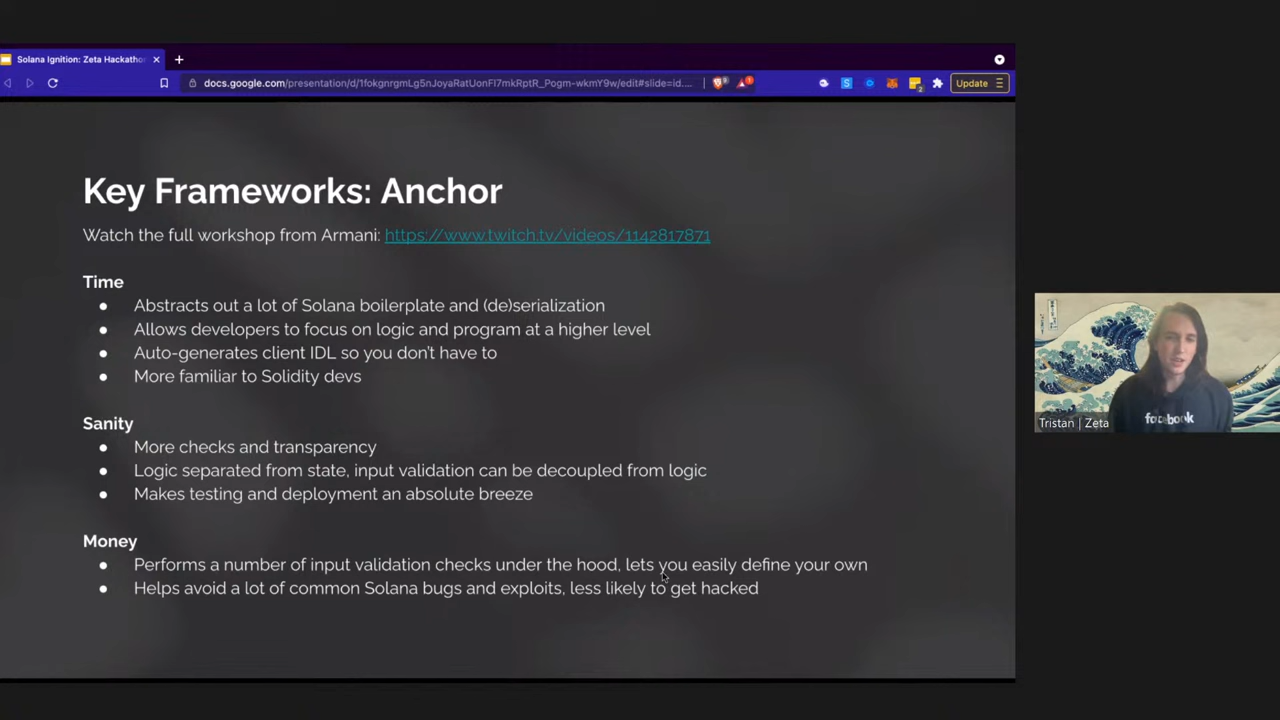 Solana Ignition: Zeta Hackatho
docs.google.com/presentation/d/1fokgnrgmLg5nJoyaRatUonFI7mkRptR_Pogm-wkmY9w/edit#slide=id....
Update
Key Frameworks: Anchor
Watch the full workshop from Armani: https://www.twitch.tv/videos/1142817871
Time
● Abstracts out a lot of Solana boilerplate and (de)serialization
● Allows developers to focus on logic and program at a higher level
● Auto-generates client IDL so you don't have to
● More familiar to Solidity devs
Sanity
● More checks and transparency
● Logic separated from state, input validation can be decoupled from logic
● Makes testing and deployment an absolute breeze
Money
● Performs a number of input validation checks under the hood, lets you easily define your own
● Helps avoid a lot of common Solana bugs and exploits, less likely to get hacked
facebook
Tristan | Zeta